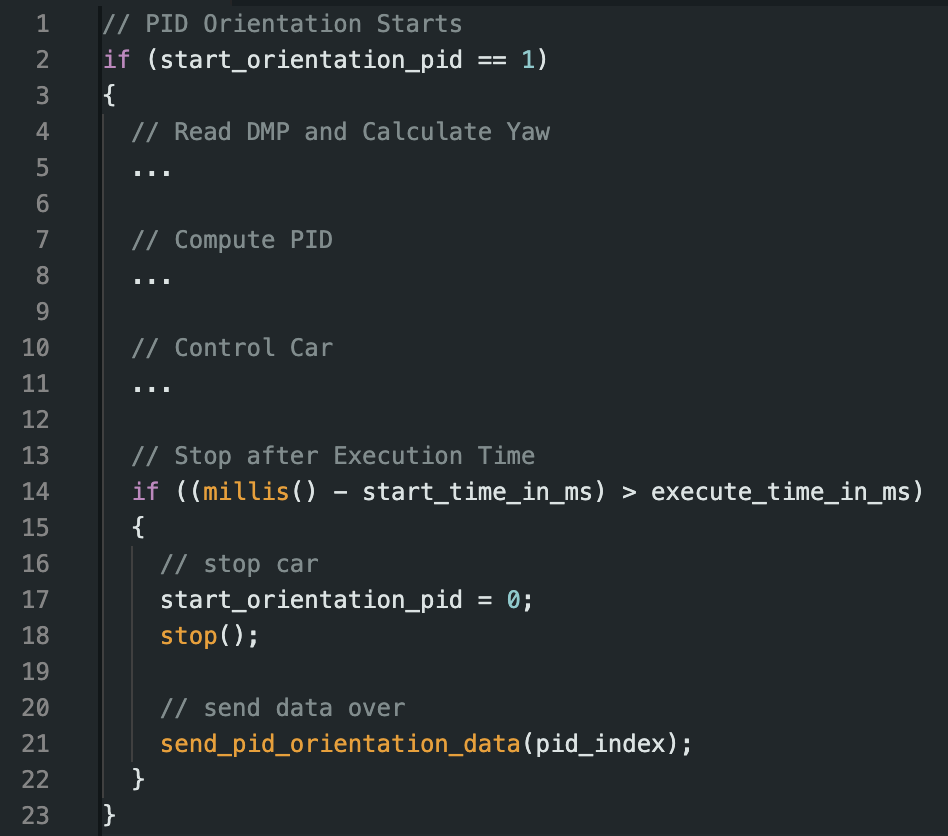 1 // PID Orientation Starts
2 if (start_orientation_pid == 1)
3 {
4   // Read DMP and Calculate Yaw
5   ...
6
7   // Compute PID
8   ...
9
10   // Control Car
11   ...
12
13   // Stop after Execution Time
14   if ((millis() - start_time_in_ms) > execute_time_in_ms)
15   {
16     // stop car
17     start_orientation_pid = 0;
18     stop();
19
20     // send data over
21     send_pid_orientation_data(pid_index);
22   }
23 }